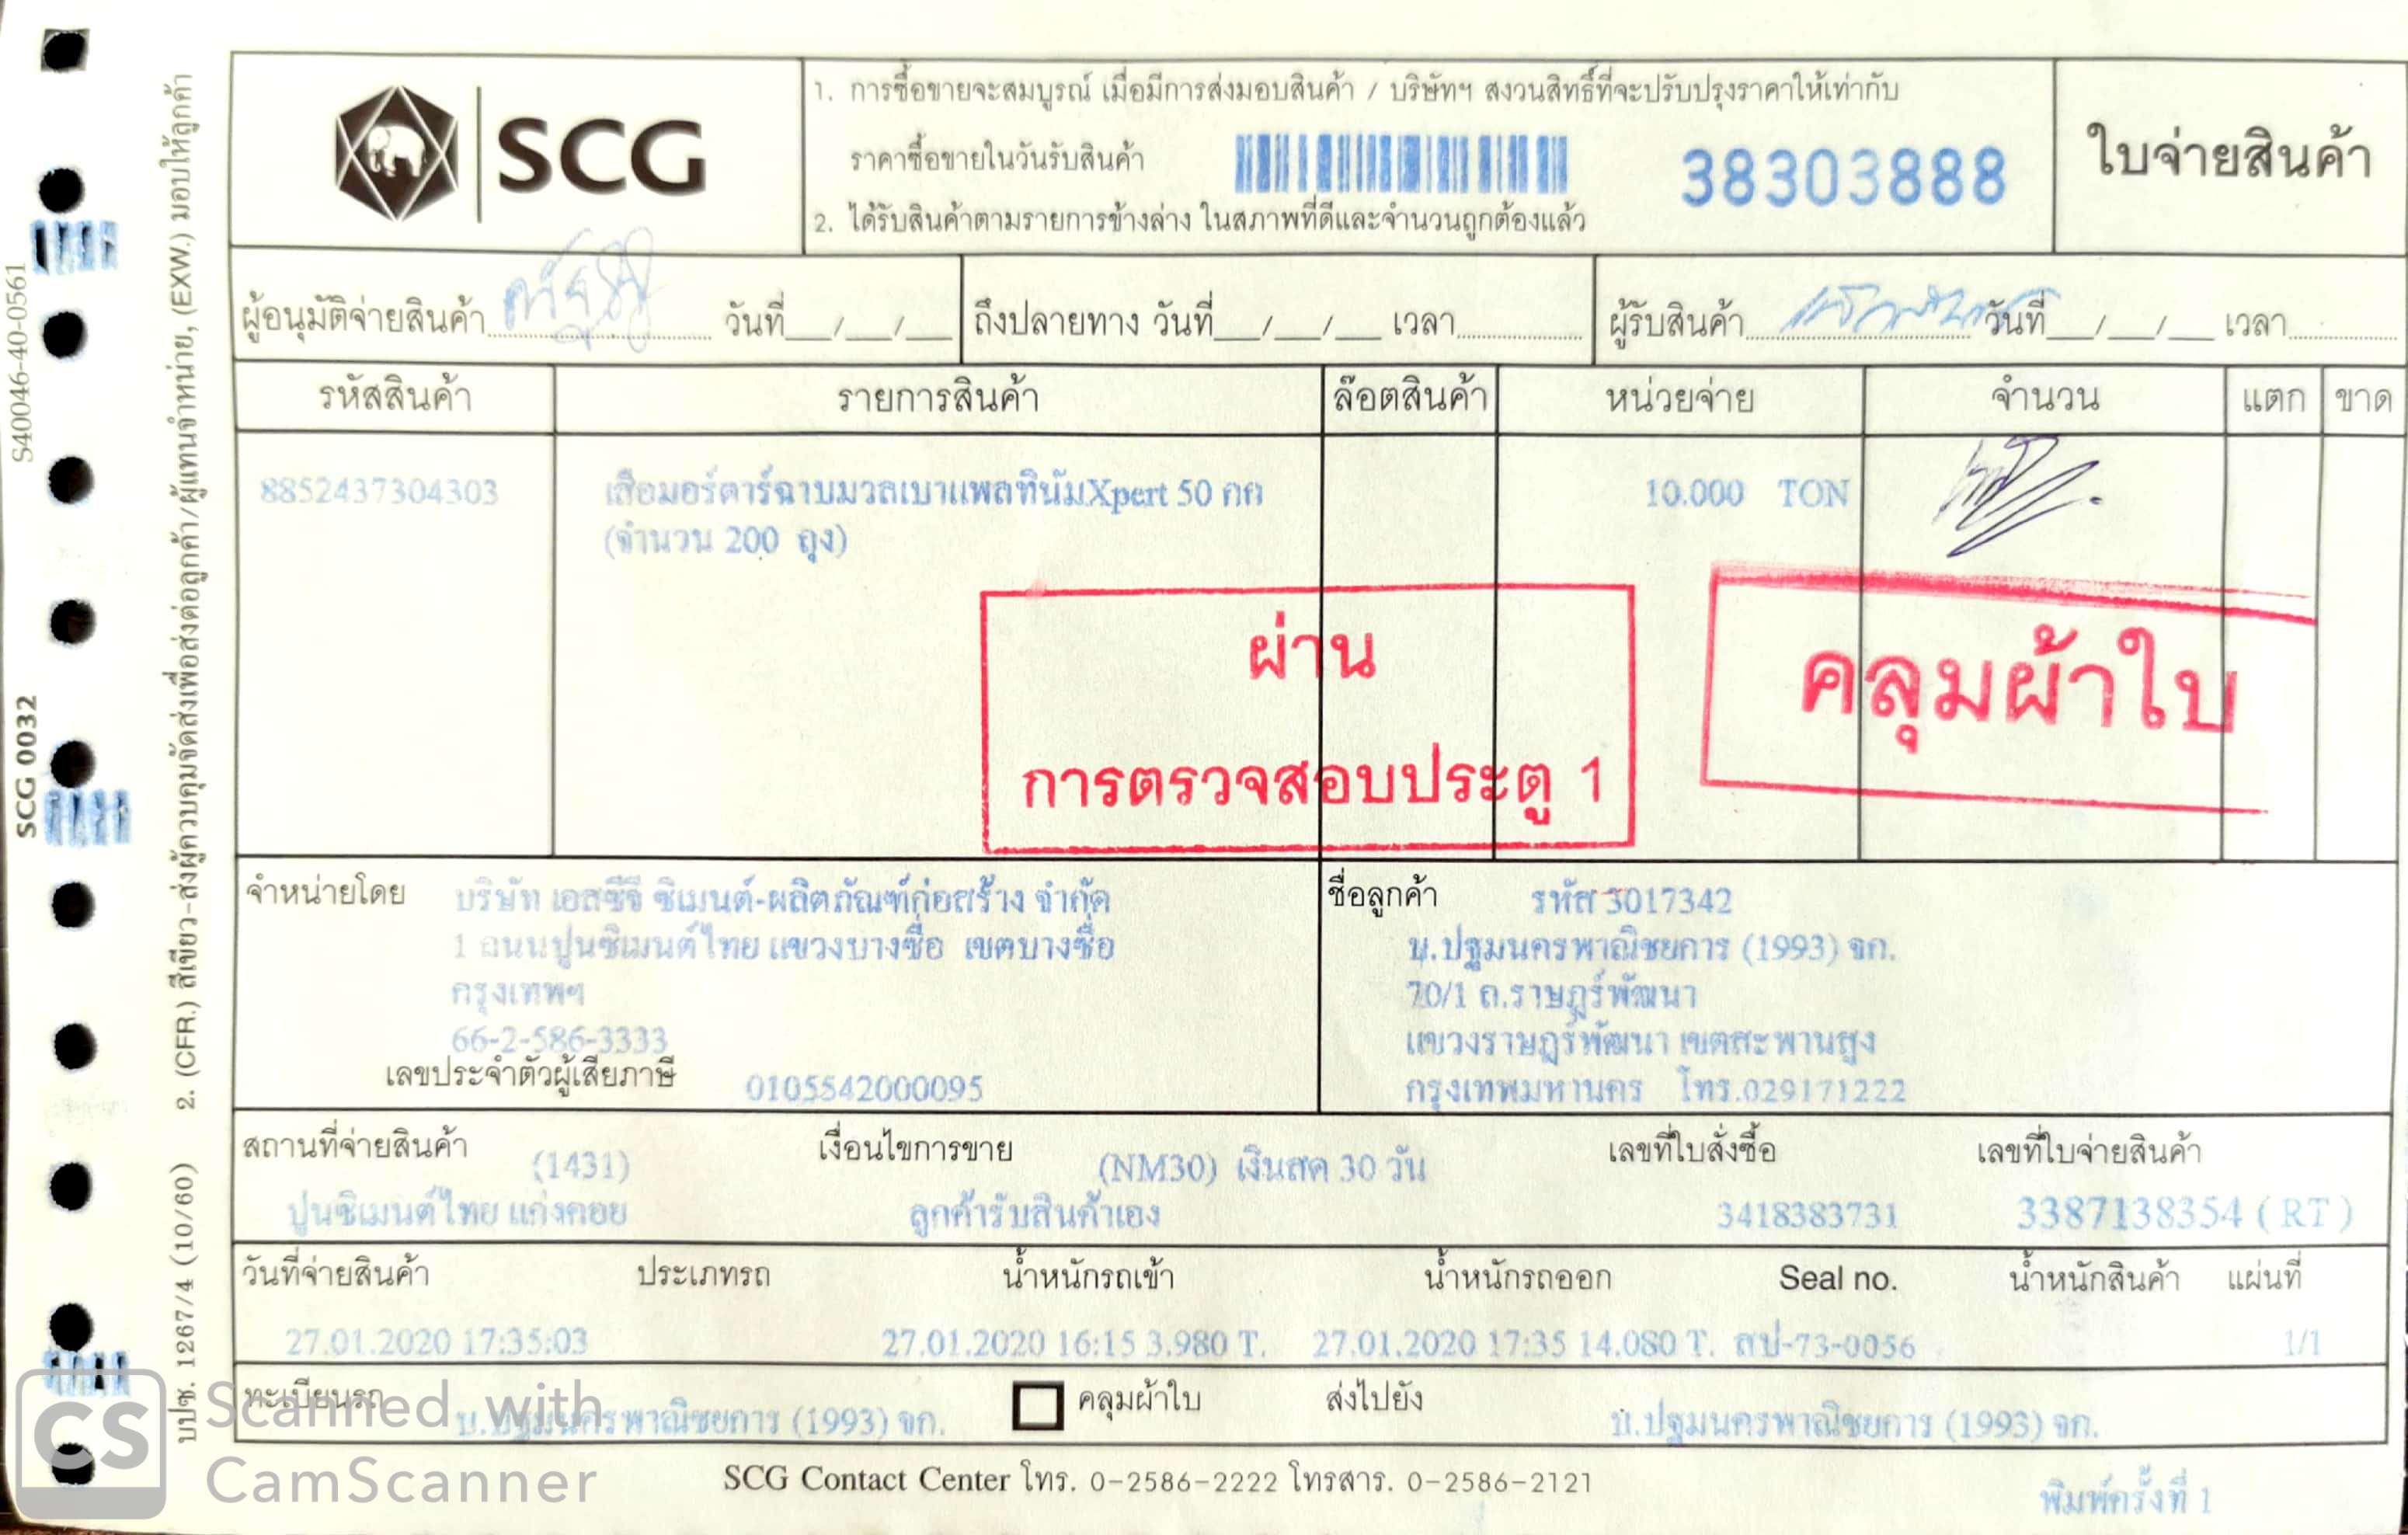 SCG
1. การซื้อขายจะสมบูรณ์ เมื่อมีการส่งมอบสินค้า / บริษัทฯ สงวนสิทธิ์ที่จะปรับปรุงราคาให้เท่ากับ
ราคาซื้อขายในวันรับสินค้า
38303888
2. ได้รับสินค้าตามรายการข้างล่าง ในสภาพที่ดีและจำนวนถูกต้องแล้ว
ใบจ่ายสินค้า
ผู้อนุมัติจ่ายสินค้า วันที่__/__/__ ถึงปลายทาง วันที่__/__/__ เวลา ผู้รับสินค้า วันที่__/__/__ เวลา
รหัสสินค้า รายการสินค้า ล๊อตสินค้า หน่วยจ่าย จำนวน แตก ขาด
8852437304303 เสือมอร์ตาร์ฉาบมวลเบาแพลทินัมXpert 50 กก 10.000 TON
(จำนวน 200 ถุง)
ผ่าน
การตรวจสอบประตู 1
คลุมผ้าใบ
จำหน่ายโดย บริษัท เอสซีจี ซิเมนต์-ผลิตภัณฑ์ก่อสร้าง จำกัด
1 ถนนปูนซิเมนต์ไทย แขวงบางซื่อ เขตบางซื่อ
กรุงเทพฯ
66-2-586-3333
เลขประจำตัวผู้เสียภาษี 0105542000095
ชื่อลูกค้า รหัส 3017342
บ.ปฐมนครพาณิชยการ (1993) จก.
70/1 ถ.ราษฎร์พัฒนา
แขวงราษฎร์พัฒนา เขตสะพานสูง
กรุงเทพมหานคร โทร.029171222
สถานที่จ่ายสินค้า (1431) เงื่อนไขการขาย (NM30) เงินสด 30 วัน เลขที่ใบสั่งซื้อ เลขที่ใบจ่ายสินค้า
ปูนซิเมนต์ไทย แก่งคอย ลูกค้ารับสินค้าเอง 3418383731 3387138354 (RT)
วันที่จ่ายสินค้า ประเภทรถ น้ำหนักรถเข้า น้ำหนักรถออก Seal no. น้ำหนักสินค้า แผ่นที่
27.01.2020 17:35:03 27.01.2020 16:15 3.980 T. 27.01.2020 17:35 14.080 T. สป-73-0056 1/1
ทะเบียนรถ บ.ปฐมนครพาณิชยการ (1993) จก. คลุมผ้าใบ ส่งไปยัง บ.ปฐมนครพาณิชยการ (1993) จก.
SCG Contact Center โทร. 0-2586-2222 โทรสาร. 0-2586-2121
พิมพ์ครั้งที่ 1
S40046-40-0561
SCG 0032
บปซ. 1267/4 (10/60) 2. (CFR.) สีเขียว-ส่งผู้ควบคุมจัดส่งเพื่อส่งต่อลูกค้า/ผู้แทนจำหน่าย, (EXW.) มอบให้ลูกค้า
CS
Scanned with
CamScanner